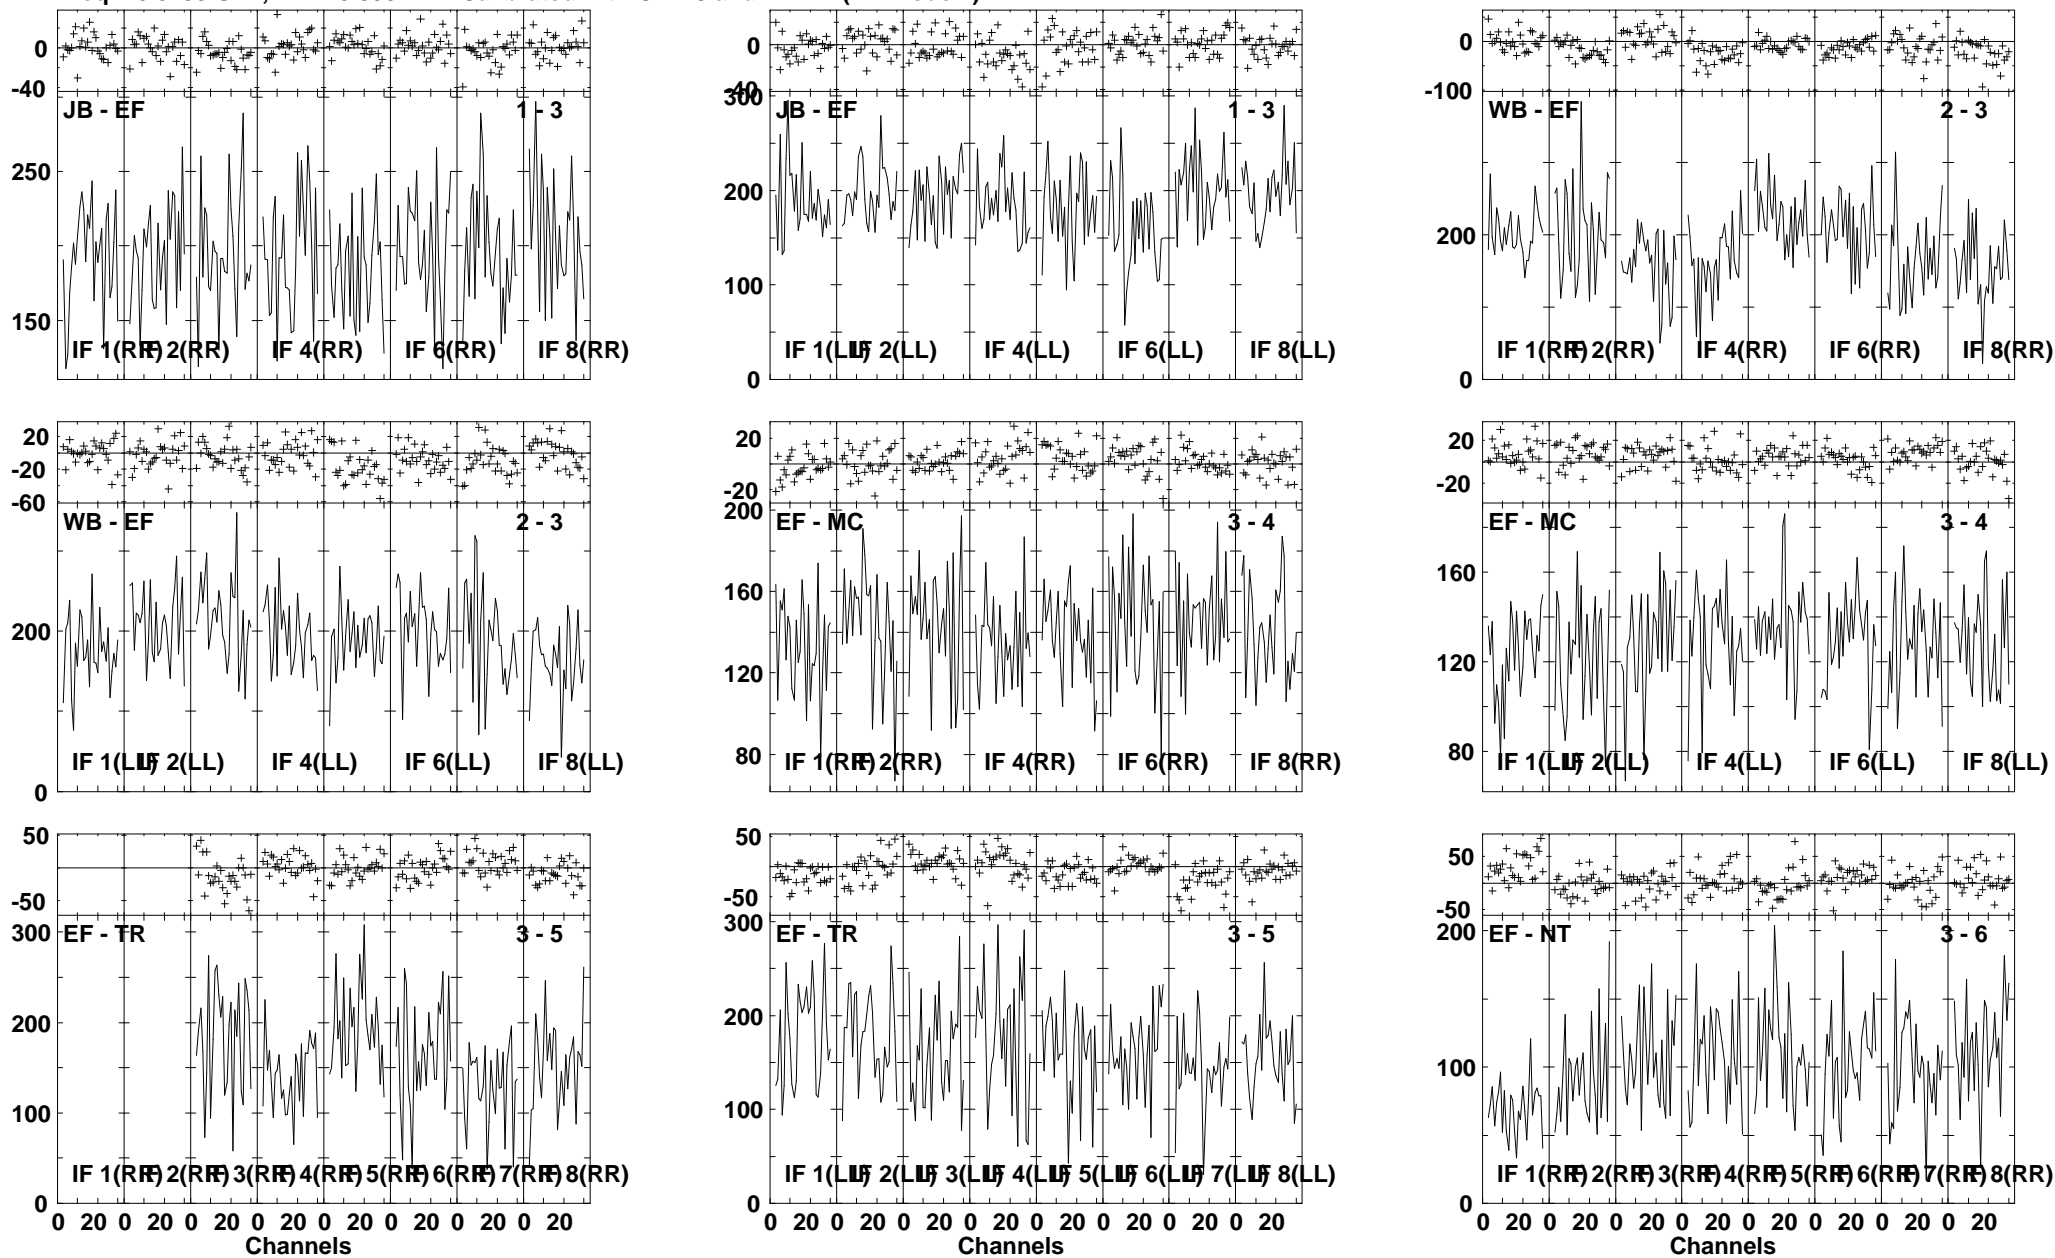 0
-40
JB - EF
1 - 3
250
150
IF 1(RR) IF 2(RR) IF 4(RR) IF 6(RR) IF 8(RR)
0
-40
300
JB - EF
1 - 3
200
100
0
IF 1(LL) IF 2(LL) IF 4(LL) IF 6(LL) IF 8(LL)
0
-100
WB - EF
2 - 3
200
0
IF 1(RR) IF 2(RR) IF 4(RR) IF 6(RR) IF 8(RR)
20
-20
-60
WB - EF
2 - 3
200
0
IF 1(LL) IF 2(LL) IF 4(LL) IF 6(LL) IF 8(LL)
20
-20
200
EF - MC
3 - 4
160
120
80
IF 1(RR) IF 2(RR) IF 4(RR) IF 6(RR) IF 8(RR)
20
-20
EF - MC
3 - 4
160
120
80
IF 1(LL) IF 2(LL) IF 4(LL) IF 6(LL) IF 8(LL)
50
-50
300
EF - TR
3 - 5
200
100
0
IF 1(RR) IF 2(RR) IF 3(RR) IF 4(RR) IF 5(RR) IF 6(RR) IF 7(RR) IF 8(RR)
0 20 0 20 0 20 0 20 0 20 0 20 0 20 0 20
Channels
50
-50
300
EF - TR
3 - 5
200
100
0
IF 1(LL) IF 2(LL) IF 3(LL) IF 4(LL) IF 5(LL) IF 6(LL) IF 7(LL) IF 8(LL)
0 20 0 20 0 20 0 20 0 20 0 20 0 20 0 20
Channels
50
-50
200
EF - NT
3 - 6
100
0
IF 1(RR) IF 2(RR) IF 3(RR) IF 4(RR) IF 5(RR) IF 6(RR) IF 7(RR) IF 8(RR)
0 20 0 20 0 20 0 20 0 20 0 20 0 20 0 20
Channels